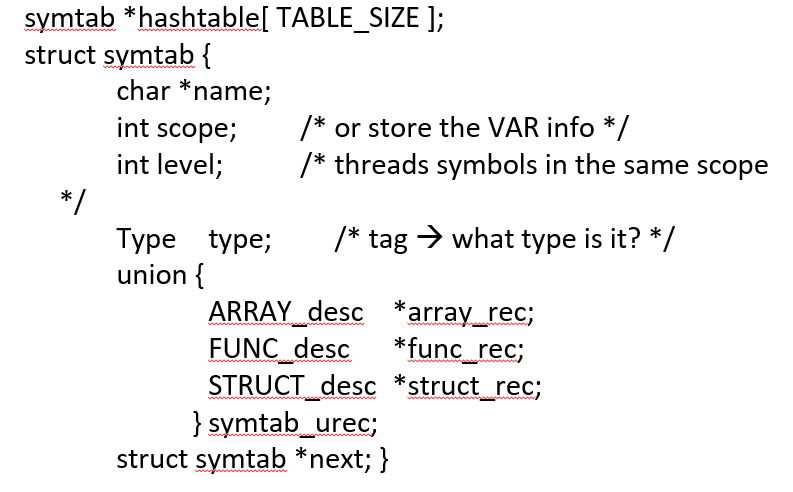 symtab *hashtable[ TABLE_SIZE ];
struct symtab {
char *name;
int scope; /* or store the VAR info */
int level; /* threads symbols in the same scope
*/
Type type; /* tag → what type is it? */
union {
ARRAY_desc *array_rec;
FUNC_desc *func_rec;
STRUCT_desc *struct_rec;
} symtab_urec;
struct symtab *next; }